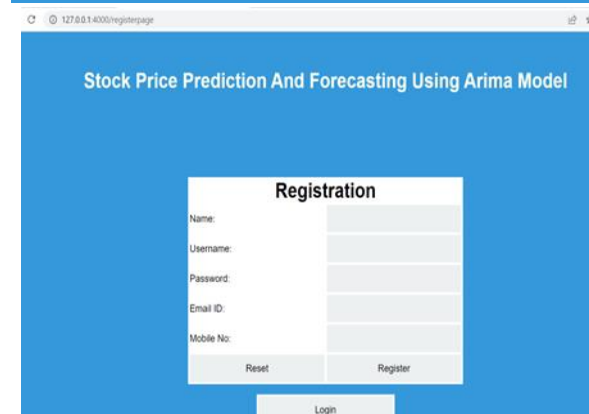 127.0.0.1:4000/registerpage
Stock Price Prediction And Forecasting Using Arima Model
Registration
Name:
Username:
Password:
Email ID:
Mobile No:
Reset Register
Login